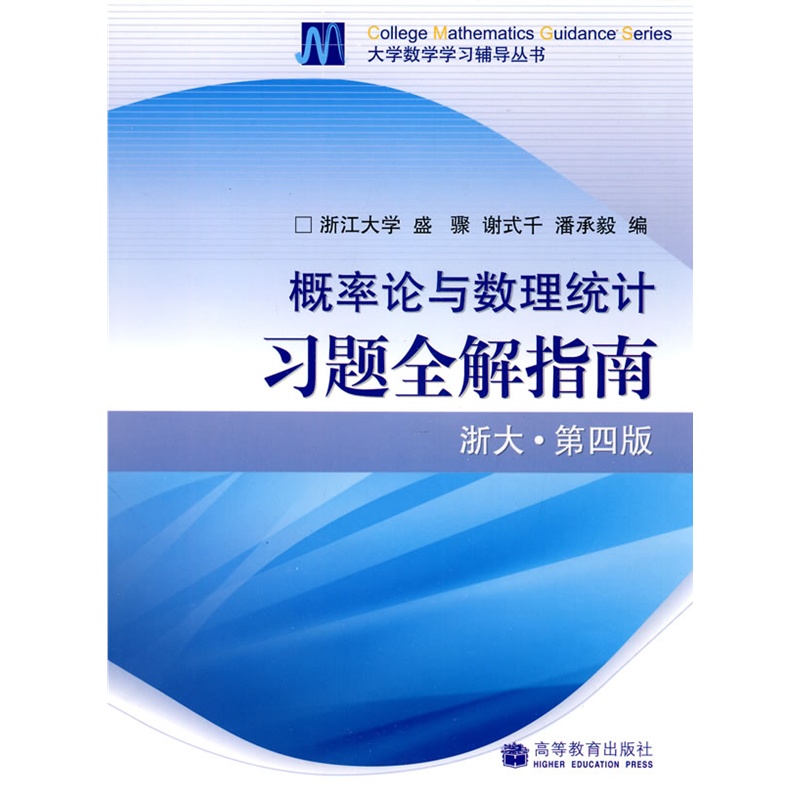 College Mathematics Guidance Series
大学数学学习辅导丛书
□ 浙江大学 盛 骤 谢式千 潘承毅 编
概率论与数理统计
习题全解指南
浙大·第四版
高等教育出版社
HIGHER EDUCATION PRESS